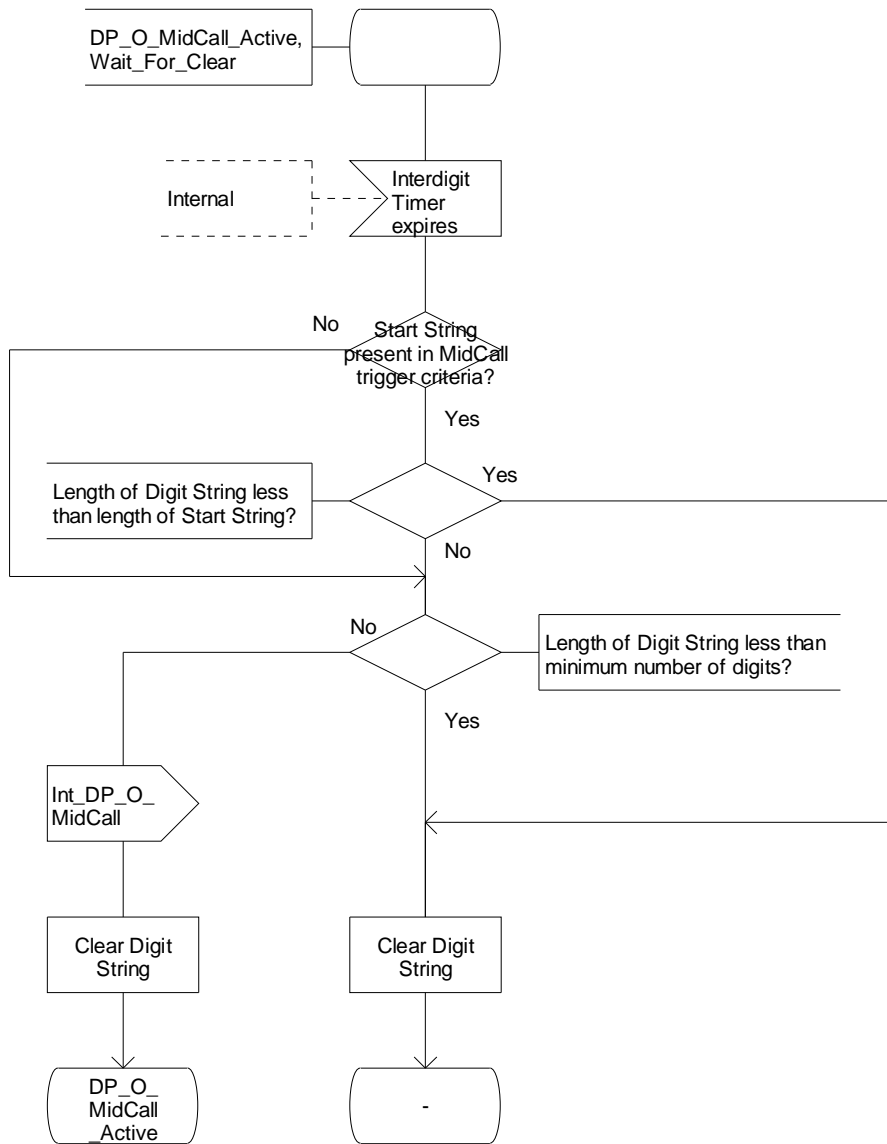 DP_O_MidCall_Active,
Wait_For_Clear
Internal
Interdigit
Timer
expires
No
Start String
present in MidCall
trigger criteria?
Yes
Length of Digit String less
than length of Start String?
Yes
No
No
Length of Digit String less than
minimum number of digits?
Yes
Int_DP_O_
MidCall
Clear Digit
String
Clear Digit
String
DP_O_
MidCall
_Active
-